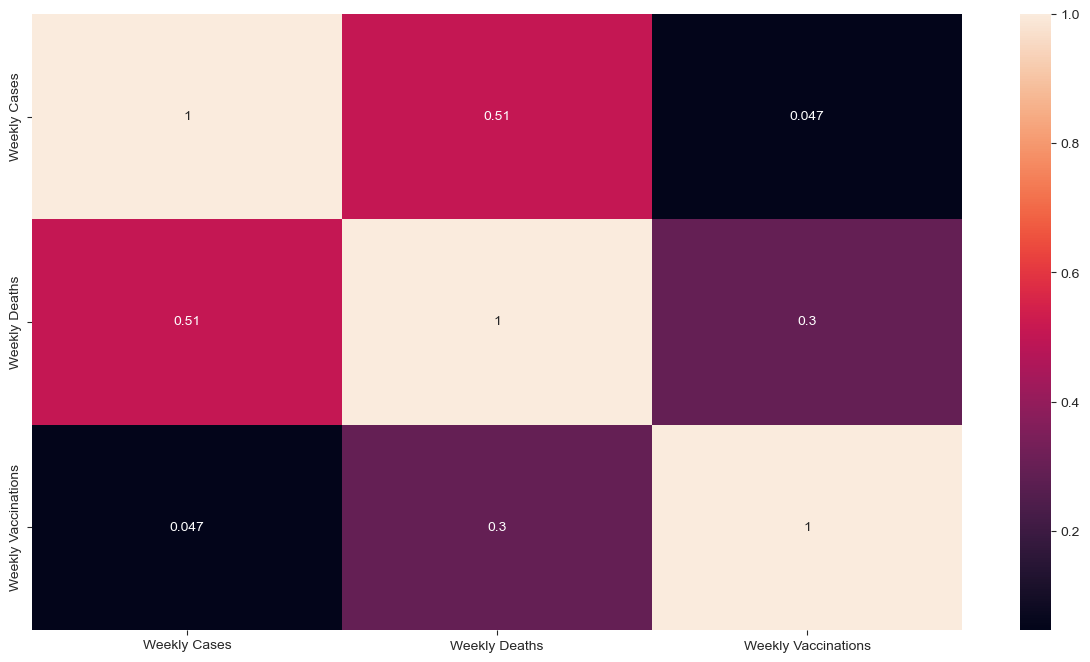 Weekly Cases
1
0.51
0.047
Weekly Deaths
0.51
1
0.3
Weekly Vaccinations
0.047
0.3
1
Weekly Cases
Weekly Deaths
Weekly Vaccinations
1.0
0.8
0.6
0.4
0.2